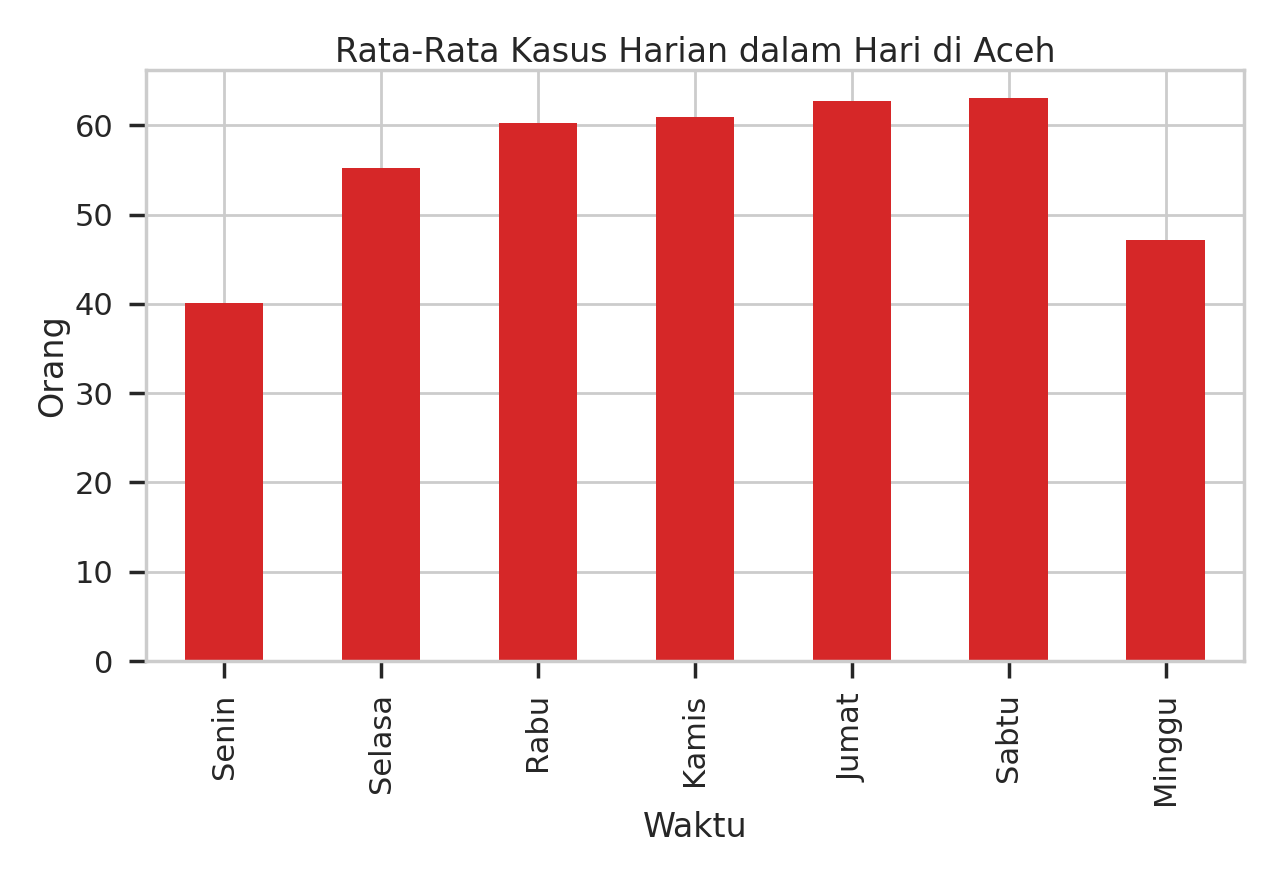 Rata-Rata Kasus Harian dalam Hari di Aceh
60
50
40
30
20
10
0
Orang
Senin
Selasa
Rabu
Kamis
Jumat
Sabtu
Minggu
Waktu